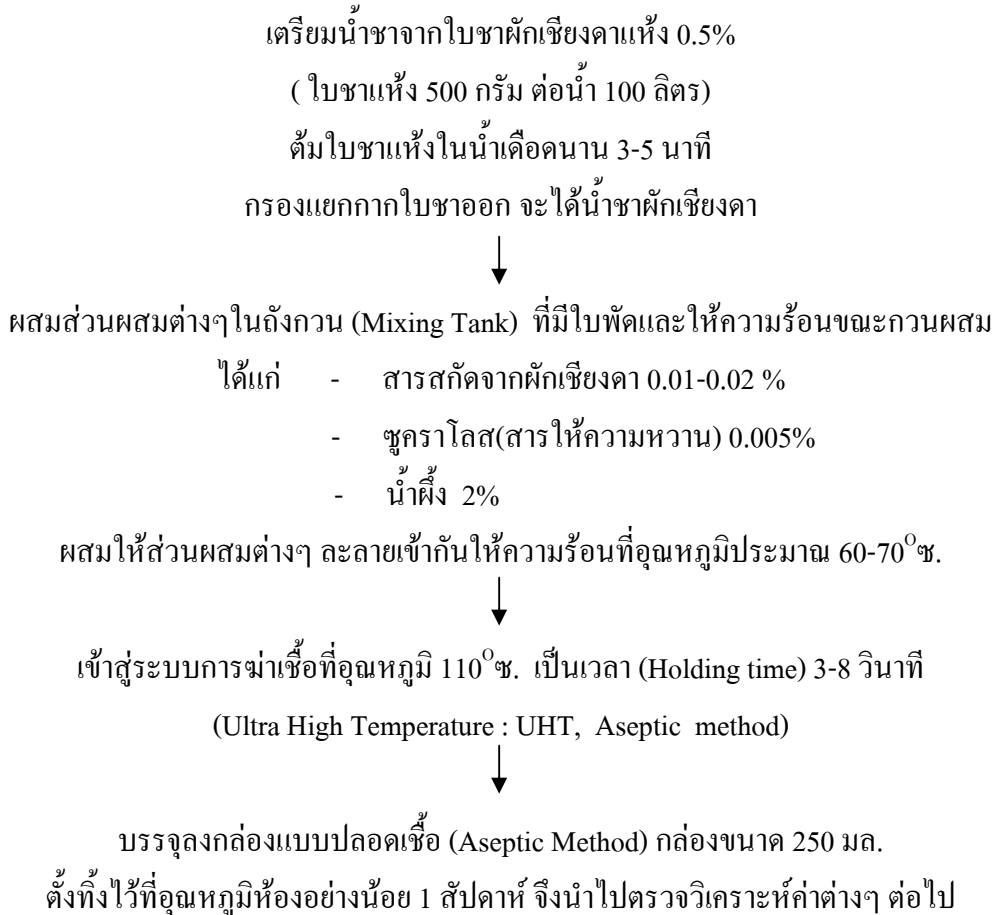 เตรียมน้ำชาจากใบชาผักเชียงดาแห้ง 0.5%
( ใบชาแห้ง 500 กรัม ต่อน้ำ 100 ลิตร)
ต้มใบชาแห้งในน้ำเดือดนาน 3-5 นาที
กรองแยกกากใบชาออก จะได้น้ำชาผักเชียงดา
ผสมส่วนผสมต่างๆในถังกวน (Mixing Tank) ที่มีใบพัดและให้ความร้อนขณะกวนผสม
ได้แก่ - สารสกัดจากผักเชียงดา 0.01-0.02 %
- ซูคราโลส(สารให้ความหวาน) 0.005%
- น้ำผึ้ง 2%
ผสมให้ส่วนผสมต่างๆ ละลายเข้ากันให้ความร้อนที่อุณหภูมิประมาณ 60-70⁰ซ.
เข้าสู่ระบบการฆ่าเชื้อที่อุณหภูมิ 110⁰ซ. เป็นเวลา (Holding time) 3-8 วินาที
(Ultra High Temperature : UHT, Aseptic method)
บรรจุลงกล่องแบบปลอดเชื้อ (Aseptic Method) กล่องขนาด 250 มล.
ตั้งทิ้งไว้ที่อุณหภูมิห้องอย่างน้อย 1 สัปดาห์ จึงนำไปตรวจวิเคราะห์ค่าต่างๆ ต่อไป